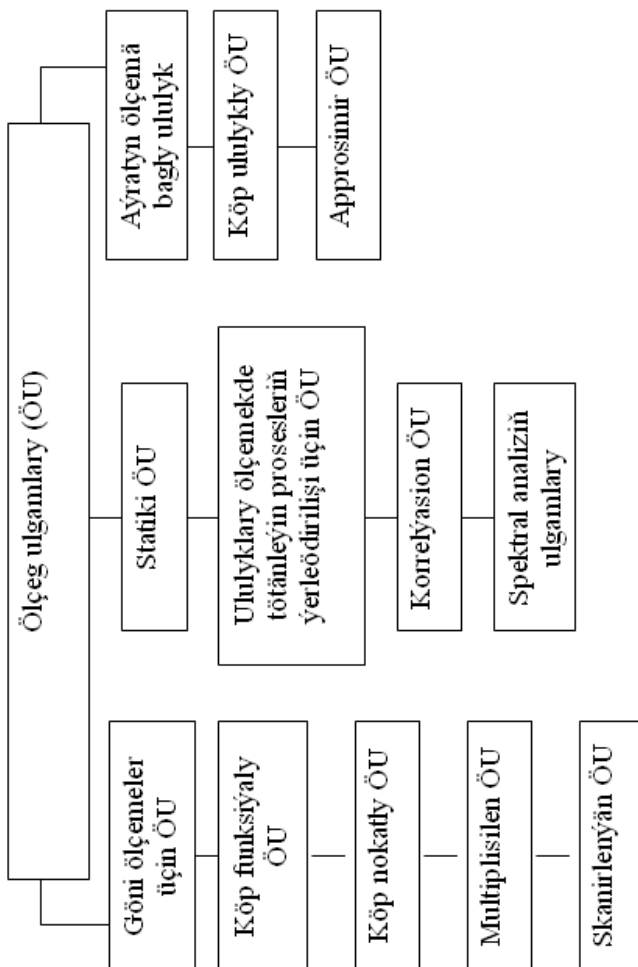 Ölçeg ulgamlary (ÖU)
Göni ölçemeler
üçin ÖU
Köp funksiýaly
ÖU
Köp nokatly ÖU
Multiplisilen ÖU
Skanirlenýän ÖU
Statiki ÖU
Ululyklary ölçemekde
tötänleýin prosesleriň
ýerleödirilişi üçin ÖU
Korrelýasion ÖU
Spektral analiziň
ulgamlary
Aýratyn ölçemä
bagly ululyk
Köp ululykly ÖU
Approsimir ÖU